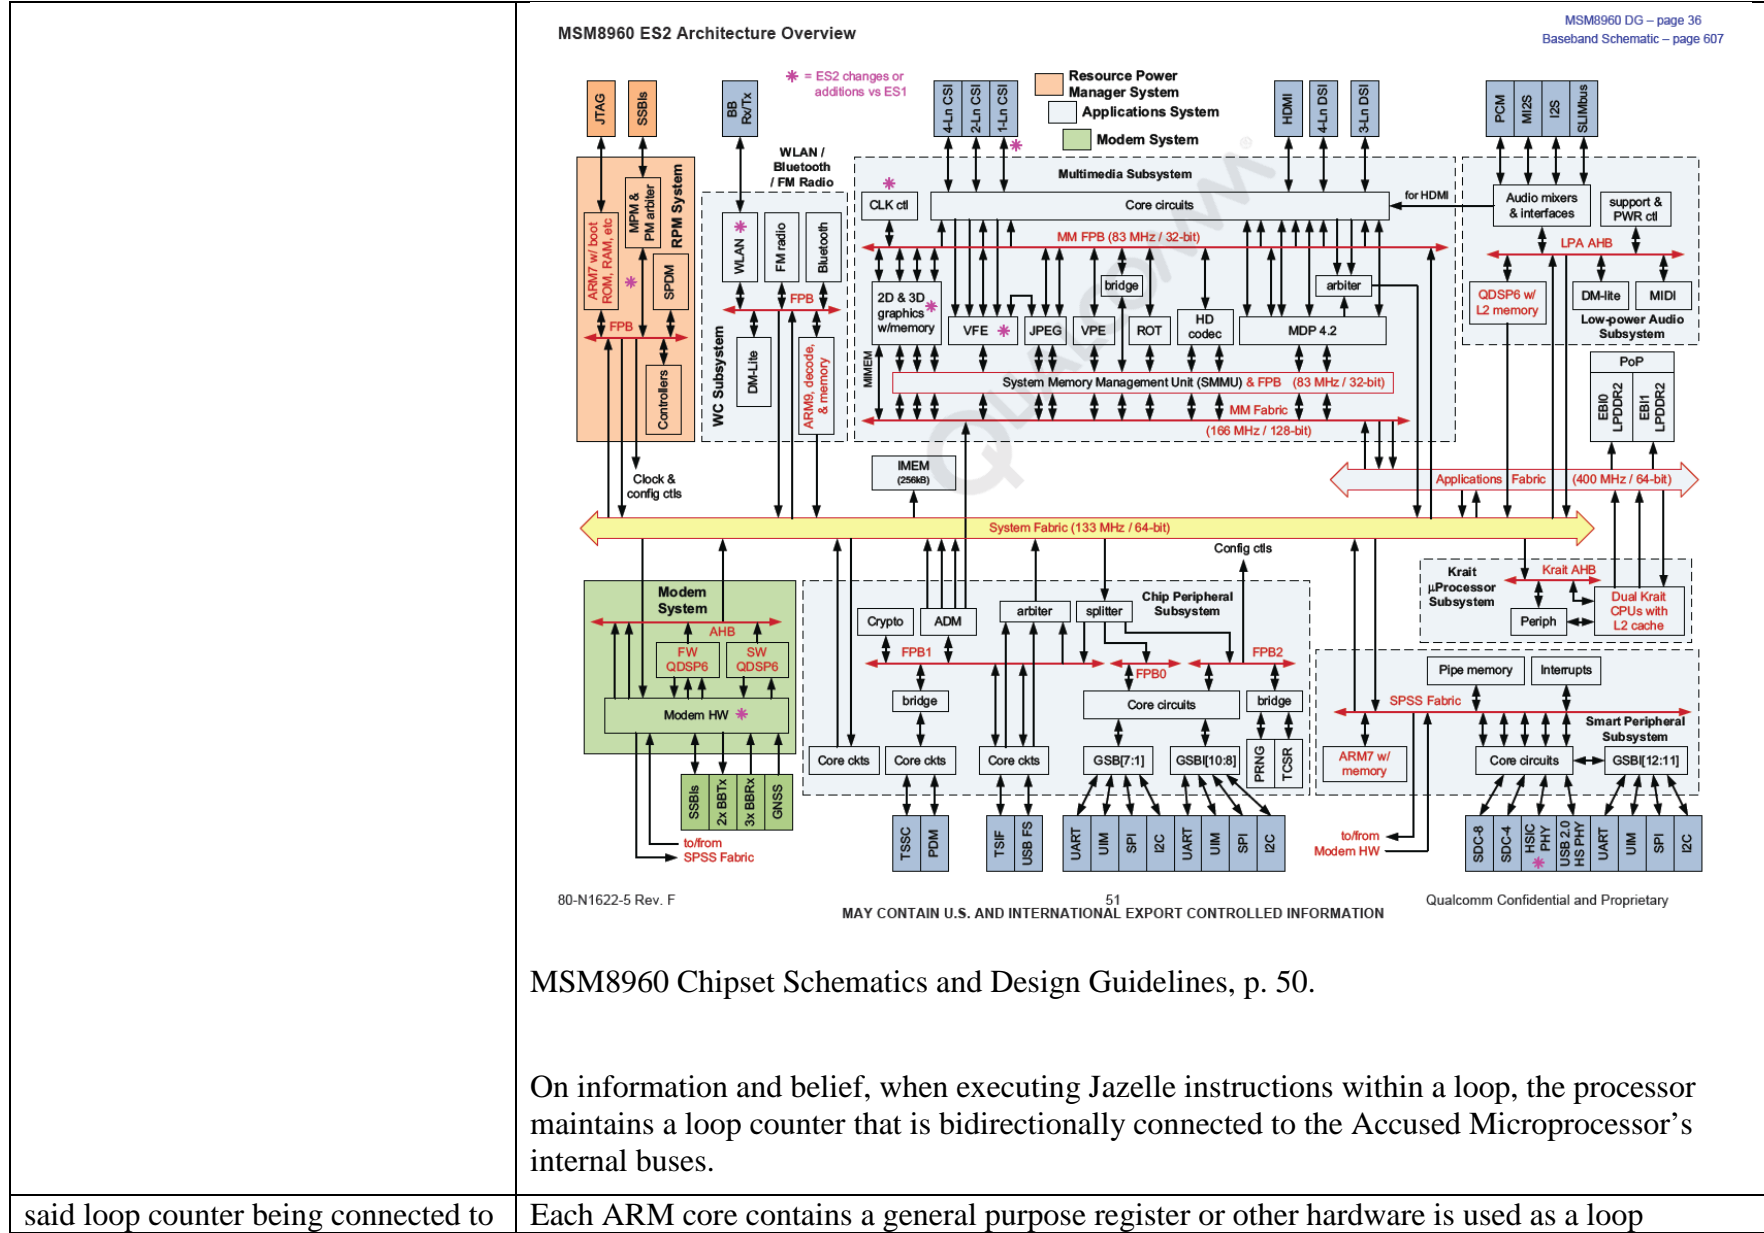 MSM8960 ES2 Architecture Overview
MSM8960 DG – page 36
Baseband Schematic – page 607
✳ = ES2 changes or
additions vs ES1
Resource Power
Manager System
Applications System
Modem System
JTAG
SSBIs
BB
Rx/Tx
4-Ln CSI
2-Ln CSI
1-Ln CSI
✳
HDMI
4-Ln DSI
3-Ln DSI
PCM
MI2S
I2S
SLIMbus
RPM System
MPM &
PM arbiter
ARM7 w/ boot
ROM, RAM, etc
✳
SPDM
FPB
Controllers
Clock &
config ctls
WLAN /
Bluetooth
/ FM Radio
WC Subsystem
WLAN ✳
FM radio
Bluetooth
FPB
DM-Lite
ARM9, decode,
& memory
Multimedia Subsystem
✳
CLK ctl
Core circuits
for HDMI
MM FPB (83 MHz / 32-bit)
2D & 3D
graphics ✳
w/memory
VFE ✳
JPEG
VPE
bridge
ROT
HD
codec
arbiter
MDP 4.2
MIMEM
System Memory Management Unit (SMMU) & FPB (83 MHz / 32-bit)
MM Fabric
(166 MHz / 128-bit)
Audio mixers
& interfaces
support &
PWR ctl
LPA AHB
QDSP6 w/
L2 memory
DM-lite
MIDI
Low-power Audio
Subsystem
PoP
EBI0
LPDDR2
EBI1
LPDDR2
QUALCOMM®
IMEM
(256kB)
Applications Fabric (400 MHz / 64-bit)
System Fabric (133 MHz / 64-bit)
Config ctls
Modem
System
AHB
FW
QDSP6
SW
QDSP6
Modem HW ✳
SSBIs
2x BBTx
3x BBRx
GNSS
to/from
SPSS Fabric
Chip Peripheral
Subsystem
Crypto
ADM
arbiter
splitter
FPB1
FPB0
FPB2
bridge
Core circuits
bridge
Core ckts
Core ckts
Core ckts
GSB[7:1]
GSBI[10:8]
PRNG
TCSR
TSSC
PDM
TSIF
USB FS
UART
UIM
SPI
I2C
UART
UIM
SPI
I2C
Krait
µProcessor
Subsystem
Krait AHB
Periph
Dual Krait
CPUs with
L2 cache
Pipe memory
Interrupts
SPSS Fabric
Smart Peripheral
Subsystem
ARM7 w/
memory
Core circuits
GSBI[12:11]
to/from
Modem HW
SDC-8
SDC-4
HSIC
PHY
✳
USB 2.0
HS PHY
UART
UIM
SPI
I2C
80-N1622-5 Rev. F
51
MAY CONTAIN U.S. AND INTERNATIONAL EXPORT CONTROLLED INFORMATION
Qualcomm Confidential and Proprietary
MSM8960 Chipset Schematics and Design Guidelines, p. 50.
On information and belief, when executing Jazelle instructions within a loop, the processor
maintains a loop counter that is bidirectionally connected to the Accused Microprocessor’s
internal buses.
said loop counter being connected to
Each ARM core contains a general purpose register or other hardware is used as a loop